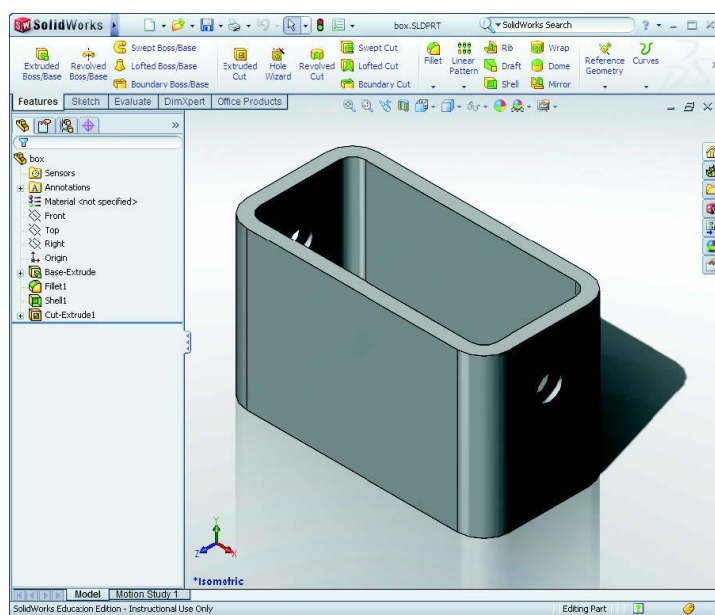 SolidWorks
box.SLDPRT
SolidWorks Search
Extruded Boss/Base
Revolved Boss/Base
Swept Boss/Base
Lofted Boss/Base
Boundary Boss/Base
Extruded Cut
Hole Wizard
Revolved Cut
Swept Cut
Lofted Cut
Boundary Cut
Fillet
Linear Pattern
Rib
Draft
Shell
Wrap
Dome
Mirror
Reference Geometry
Curves
Features Sketch Evaluate DimXpert Office Products
box
Sensors
Annotations
Material <not specified>
Front
Top
Right
Origin
Base-Extrude
Fillet1
Shell1
Cut-Extrude1
Y
Z X
*Isometric
Model Motion Study 1
SolidWorks Education Edition - Instructional Use Only
Editing Part